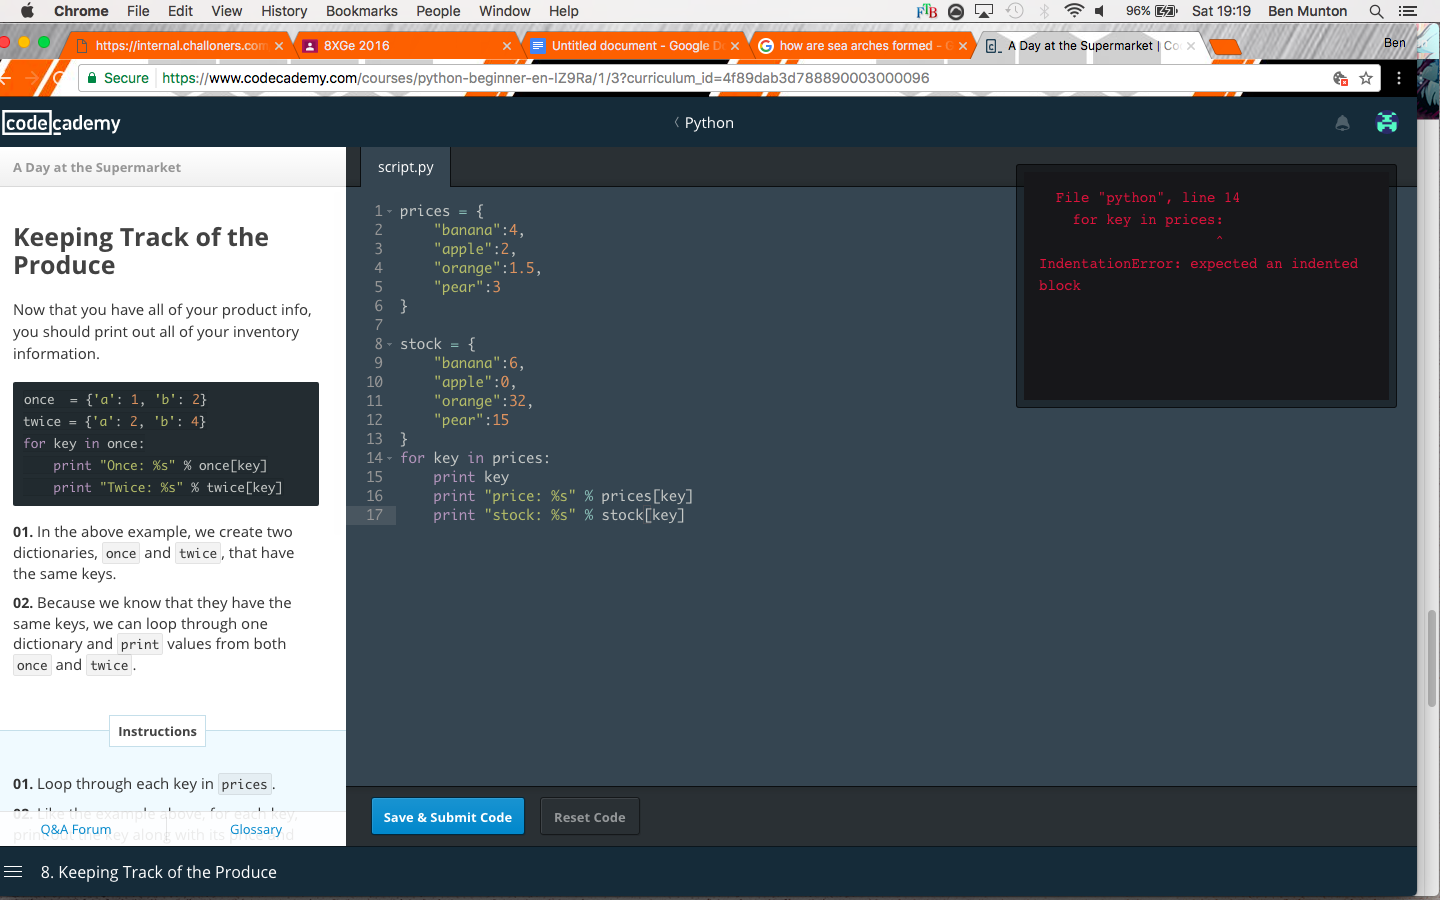 Chrome File Edit View History Bookmarks People Window Help FTB 96% Sat 19:19 Ben Munton
https://internal.challoners.com 8XGe 2016 Untitled document - Google D how are sea arches formed - G A Day at the Supermarket | Co Ben
Secure https://www.codecademy.com/courses/python-beginner-en-IZ9Ra/1/3?curriculum_id=4f89dab3d788890003000096
codecademy
Python
A Day at the Supermarket
Keeping Track of the
Produce
Now that you have all of your product info,
you should print out all of your inventory
information.
once  = {'a': 1, 'b': 2}
twice = {'a': 2, 'b': 4}
for key in once:
    print "Once: %s" % once[key]
    print "Twice: %s" % twice[key]
01. In the above example, we create two
dictionaries, once and twice, that have
the same keys.
02. Because we know that they have the
same keys, we can loop through one
dictionary and print values from both
once and twice.
Instructions
01. Loop through each key in prices.
02. Like the example above, for each key,
print out the key along with its price and
Q&A Forum Glossary
script.py
1 prices = {
2     "banana":4,
3     "apple":2,
4     "orange":1.5,
5     "pear":3
6 }
7
8 stock = {
9     "banana":6,
10     "apple":0,
11     "orange":32,
12     "pear":15
13 }
14 for key in prices:
15     print key
16     print "price: %s" % prices[key]
17     print "stock: %s" % stock[key]
File "python", line 14
    for key in prices:
                     ^
IndentationError: expected an indented
block
Save & Submit Code Reset Code
8. Keeping Track of the Produce